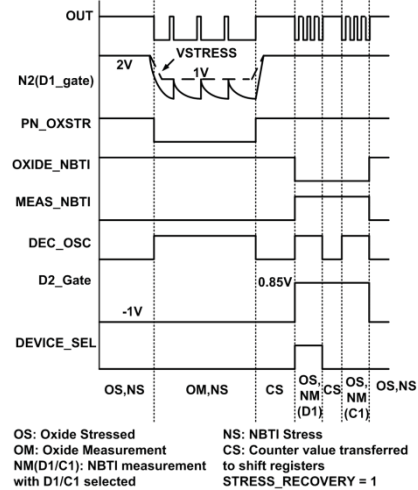 OUT
VSTRESS
2V
1V
N2(D1_gate)
PN_OXSTR
OXIDE_NBTI
MEAS_NBTI
DEC_OSC
D2_Gate
0.85V
-1V
DEVICE_SEL
OS,NS
OM,NS
CS
OS,
NM
(D1)
CS
OS,
NM
(C1)
OS,NS
OS: Oxide Stressed
OM: Oxide Measurement
NM(D1/C1): NBTI measurement
with D1/C1 selected
NS: NBTI Stress
CS: Counter value transferred
to shift registers
STRESS_RECOVERY = 1